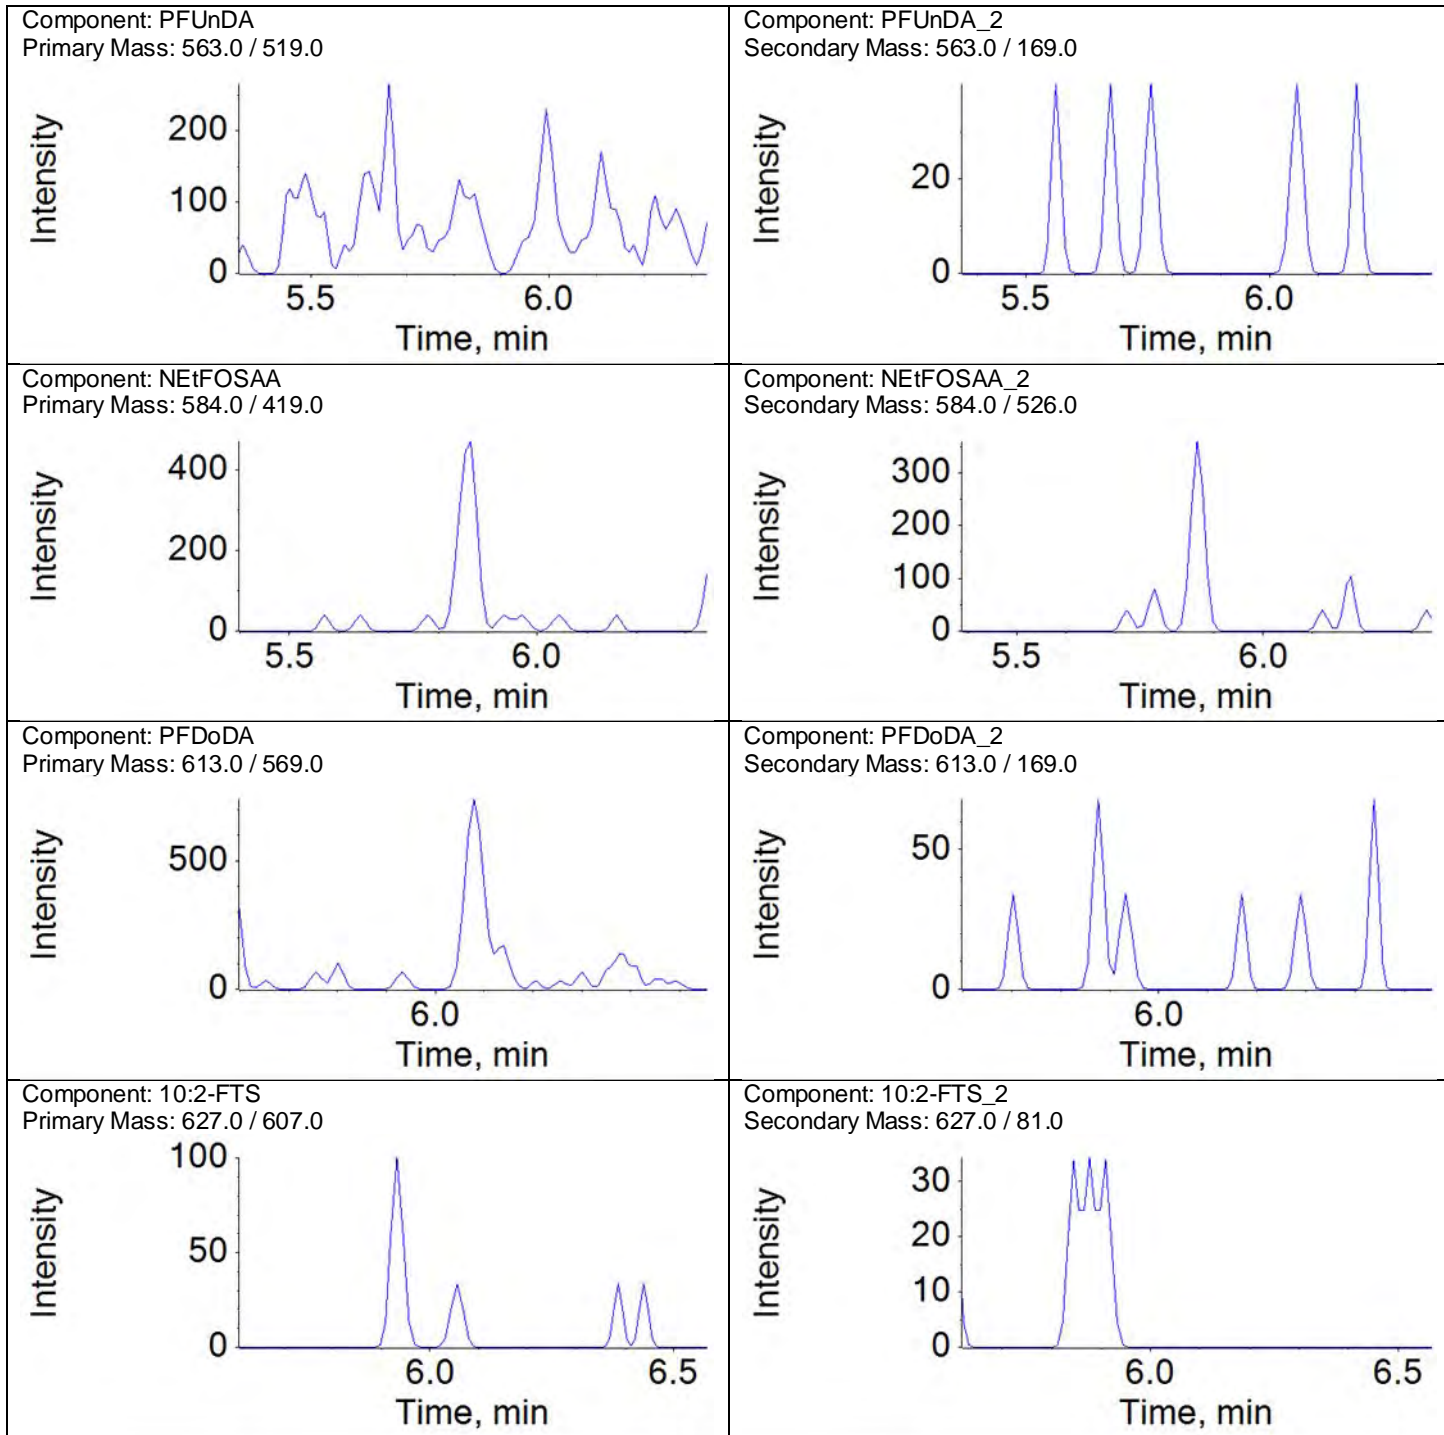 Component: PFUnDA
Primary Mass: 563.0 / 519.0
Intensity
200
100
0
5.5 6.0
Time, min
Component: PFUnDA_2
Secondary Mass: 563.0 / 169.0
Intensity
20
0
5.5 6.0
Time, min
Component: NEtFOSAA
Primary Mass: 584.0 / 419.0
Intensity
400
200
0
5.5 6.0
Time, min
Component: NEtFOSAA_2
Secondary Mass: 584.0 / 526.0
Intensity
300
200
100
0
5.5 6.0
Time, min
Component: PFDoDA
Primary Mass: 613.0 / 569.0
Intensity
500
0
6.0
Time, min
Component: PFDoDA_2
Secondary Mass: 613.0 / 169.0
Intensity
50
0
6.0
Time, min
Component: 10:2-FTS
Primary Mass: 627.0 / 607.0
Intensity
100
50
0
6.0 6.5
Time, min
Component: 10:2-FTS_2
Secondary Mass: 627.0 / 81.0
Intensity
30
20
10
0
6.0 6.5
Time, min